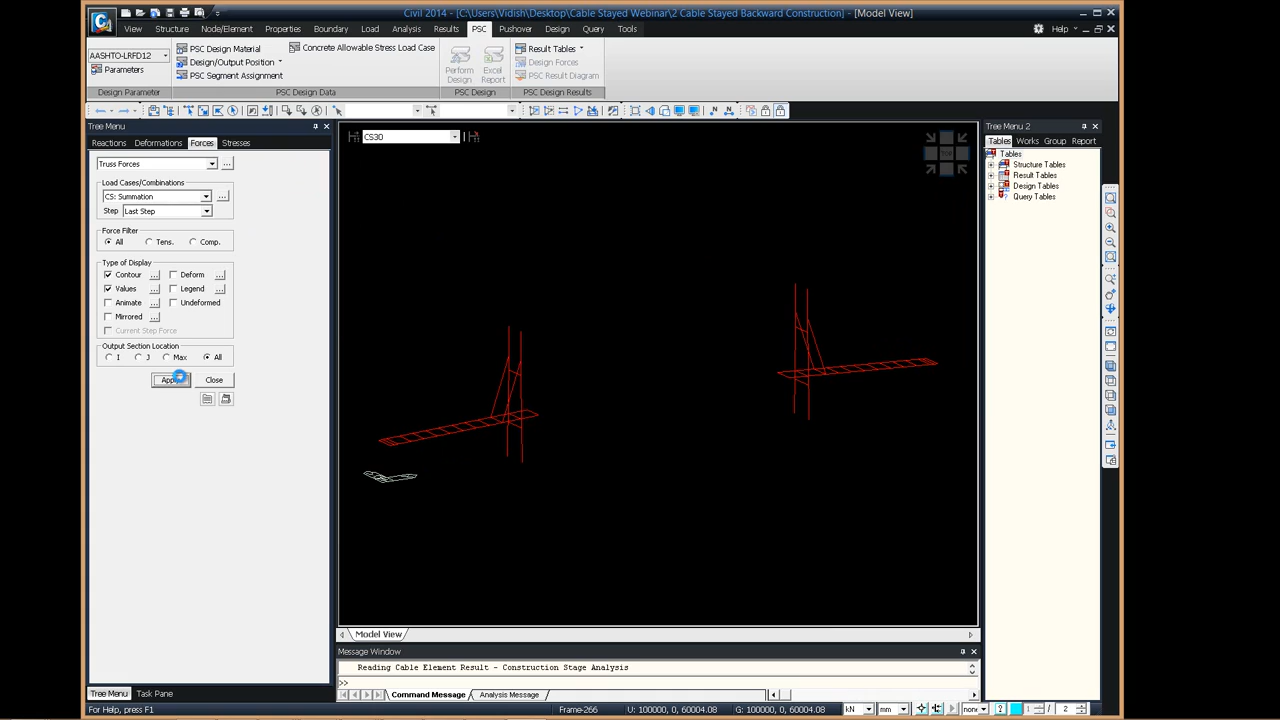 Civil 2014 - [C:\Users\Vidish\Desktop\Cable Stayed Webinar\2 Cable Stayed Backward Construction] - [Model View]
View Structure Node/Element Properties Boundary Load Analysis Results PSC Pushover Design Query Tools Help
AASHTO-LRFD12
Parameters
Design Parameter
PSC Design Material
Design/Output Position
PSC Segment Assignment
Concrete Allowable Stress Load Case
PSC Design Data
Perform Design
Excel Report
PSC Design
Result Tables
Design Forces
PSC Result Diagram
PSC Design Results
Tree Menu
Reactions Deformations Forces Stresses
Truss Forces
Load Cases/Combinations
CS: Summation
Step Last Step
Force Filter
All Tens. Comp.
Type of Display
Contour ... Deform ...
Values ... Legend ...
Animate ... Undeformed
Mirrored ...
Current Step Force
Output Section Location
I J Max All
Apply Close
CS30
Tree Menu 2
Tables Works Group Report
Tables
Structure Tables
Result Tables
Design Tables
Query Tables
Model View
Message Window
Reading Cable Element Result - Construction Stage Analysis
>>
Command Message Analysis Message
Tree Menu Task Pane
For Help, press F1
Frame-266
U: 100000, 0, 60004.08
G: 100000, 0, 60004.08
kN
mm
none
1 / 2